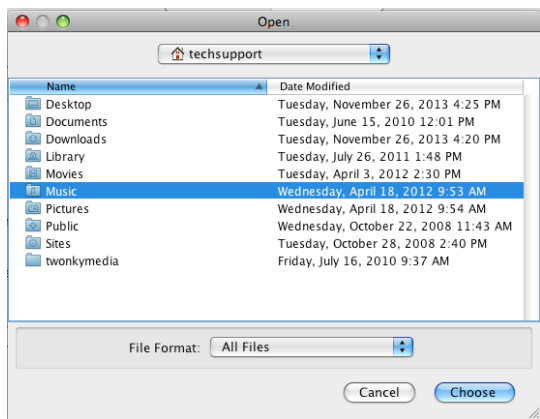 Open
techsupport
Name Date Modified
Desktop Tuesday, November 26, 2013 4:25 PM
Documents Tuesday, June 15, 2010 12:01 PM
Downloads Tuesday, November 26, 2013 4:20 PM
Library Tuesday, July 26, 2011 1:48 PM
Movies Tuesday, April 3, 2012 2:30 PM
Music Wednesday, April 18, 2012 9:53 AM
Pictures Wednesday, April 18, 2012 9:54 AM
Public Wednesday, October 22, 2008 11:43 AM
Sites Tuesday, October 28, 2008 2:40 PM
twonkymedia Friday, July 16, 2010 9:37 AM
File Format: All Files
Cancel Choose